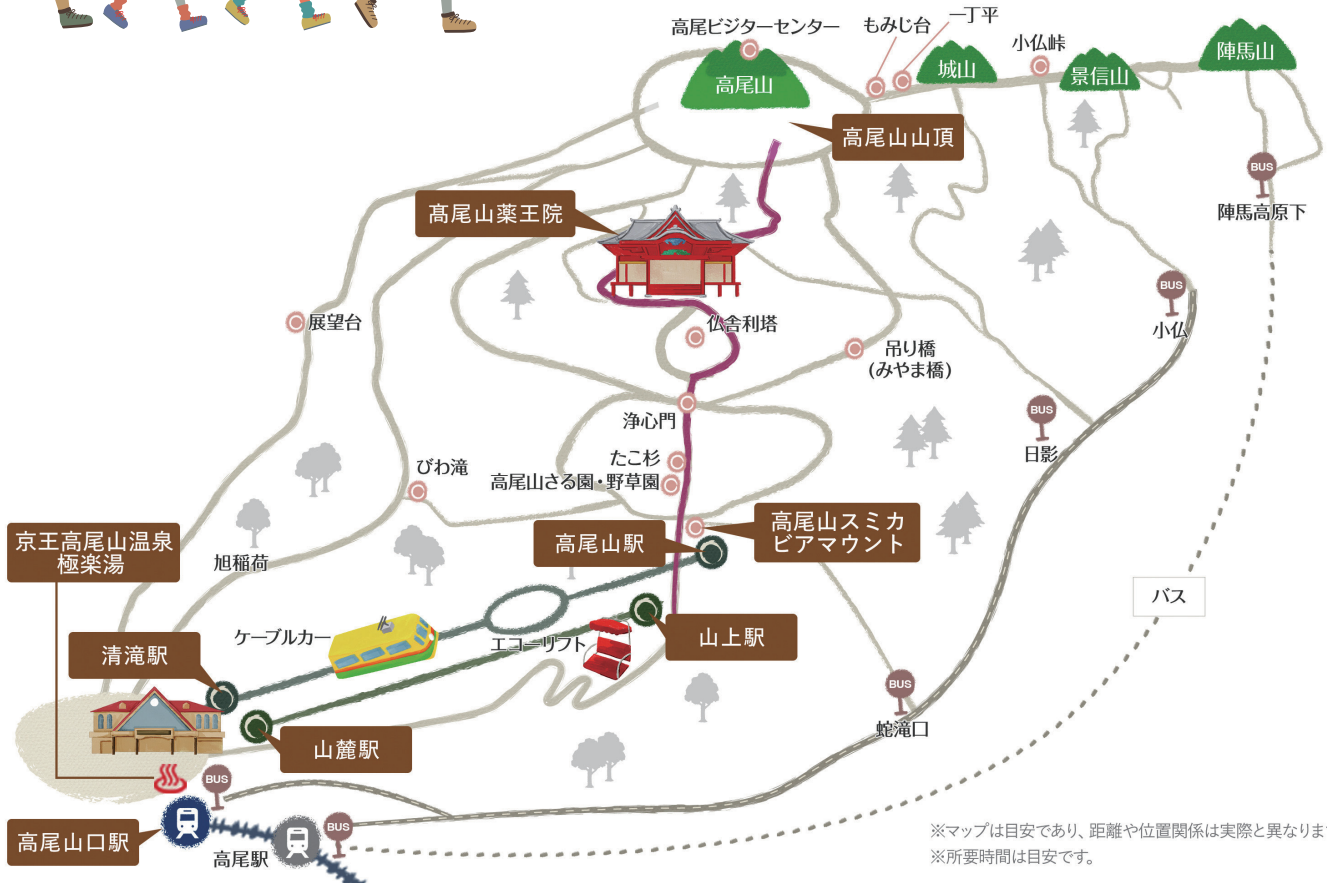 高尾ビジターセンター
もみじ台
一丁平
小仏峠
陣馬山
城山
景信山
高尾山
高尾山山頂
BUS
陣馬高原下
髙尾山薬王院
BUS
小仏
仏舎利塔
展望台
吊り橋
(みやま橋)
浄心門
BUS
日影
たこ杉
高尾山さる園・野草園
びわ滝
高尾山スミカ
ビアマウント
高尾山駅
京王高尾山温泉
極楽湯
旭稲荷
バス
ケーブルカー
エコーリフト
山上駅
清滝駅
BUS
蛇滝口
山麓駅
BUS
BUS
高尾山口駅
高尾駅
※マップは目安であり、距離や位置関係は実際と異なりま
※所要時間は目安です。